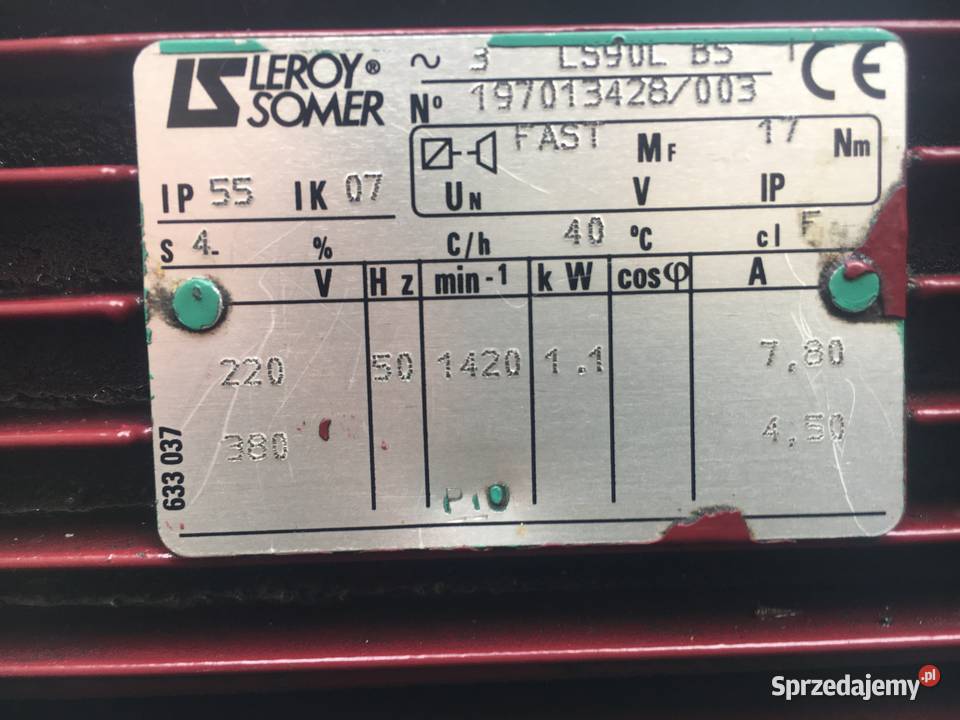 LEROY®
SOMER
~ 3 LS90L B5 T
N° 197013428/003
FAST MF 17 Nm
IP 55 IK 07
UN V IP
S 4 % C/h 40 °C cl F
V Hz min-1 kW cosφ A
220 50 1420 1.1 7,80
380 4,50
633 037
Sprzedajemy.pl